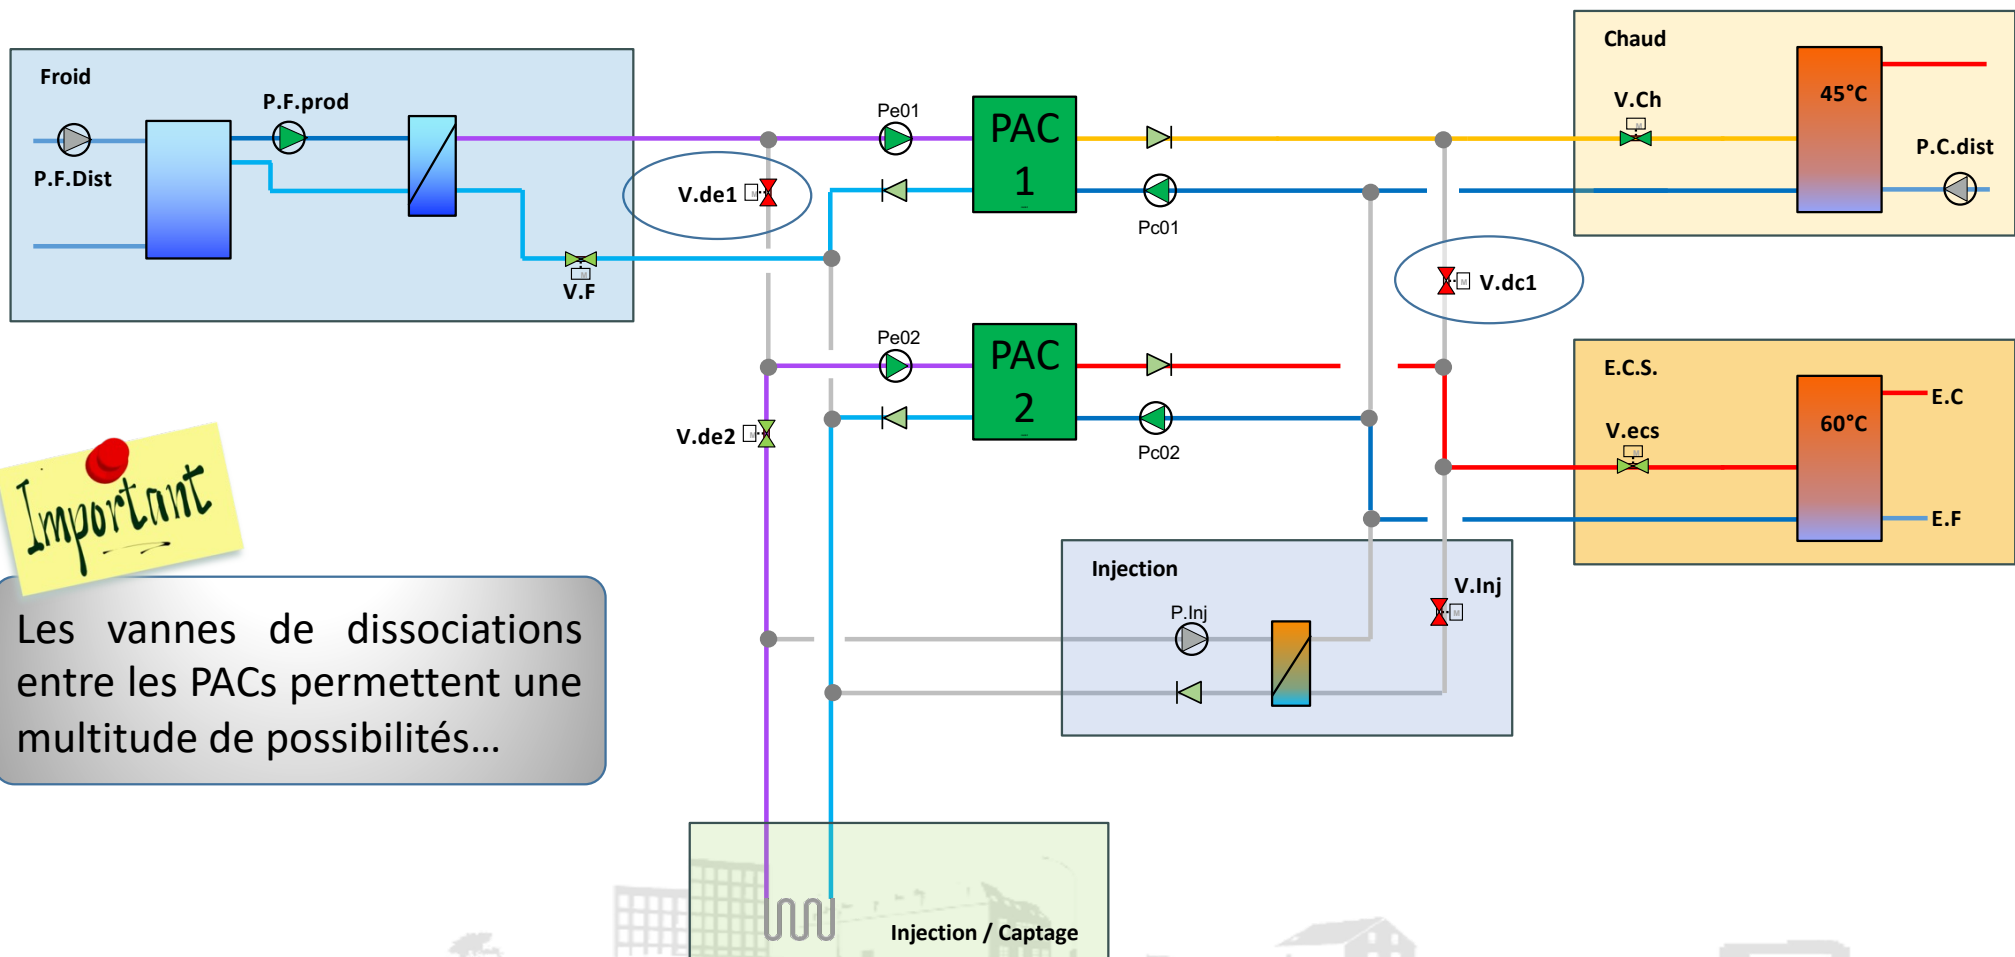 Froid
P.F.prod
P.F.Dist
V.F
V.de1
Pe01
PAC
1
Pc01
Chaud
V.Ch
45°C
P.C.dist
V.dc1
Pe02
PAC
2
Pc02
V.de2
E.C.S.
V.ecs
60°C
E.C
E.F
Injection
P.Inj
V.Inj
Important
Les vannes de dissociations
entre les PACs permettent une
multitude de possibilités...
Injection / Captage